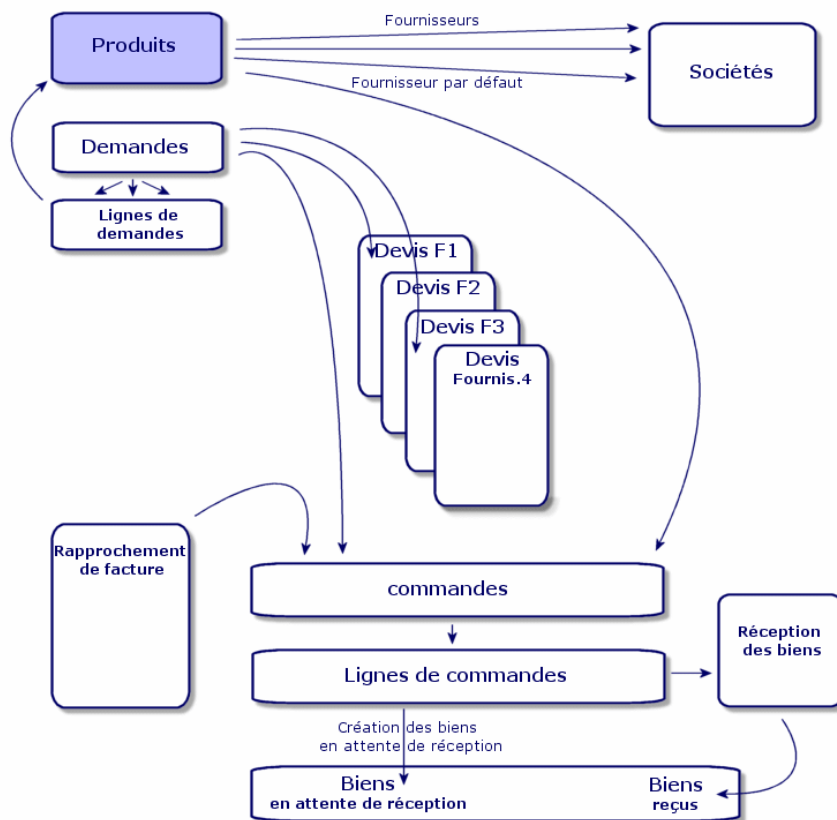 Fournisseurs
Produits
Sociétés
Fournisseur par défaut
Demandes
Lignes de
demandes
Devis F1
Devis F2
Devis F3
Devis
Fournis.4
Rapprochement
de facture
commandes
Réception
des biens
Lignes de commandes
Création des biens
en attente de réception
Biens
en attente de réception
Biens
reçus